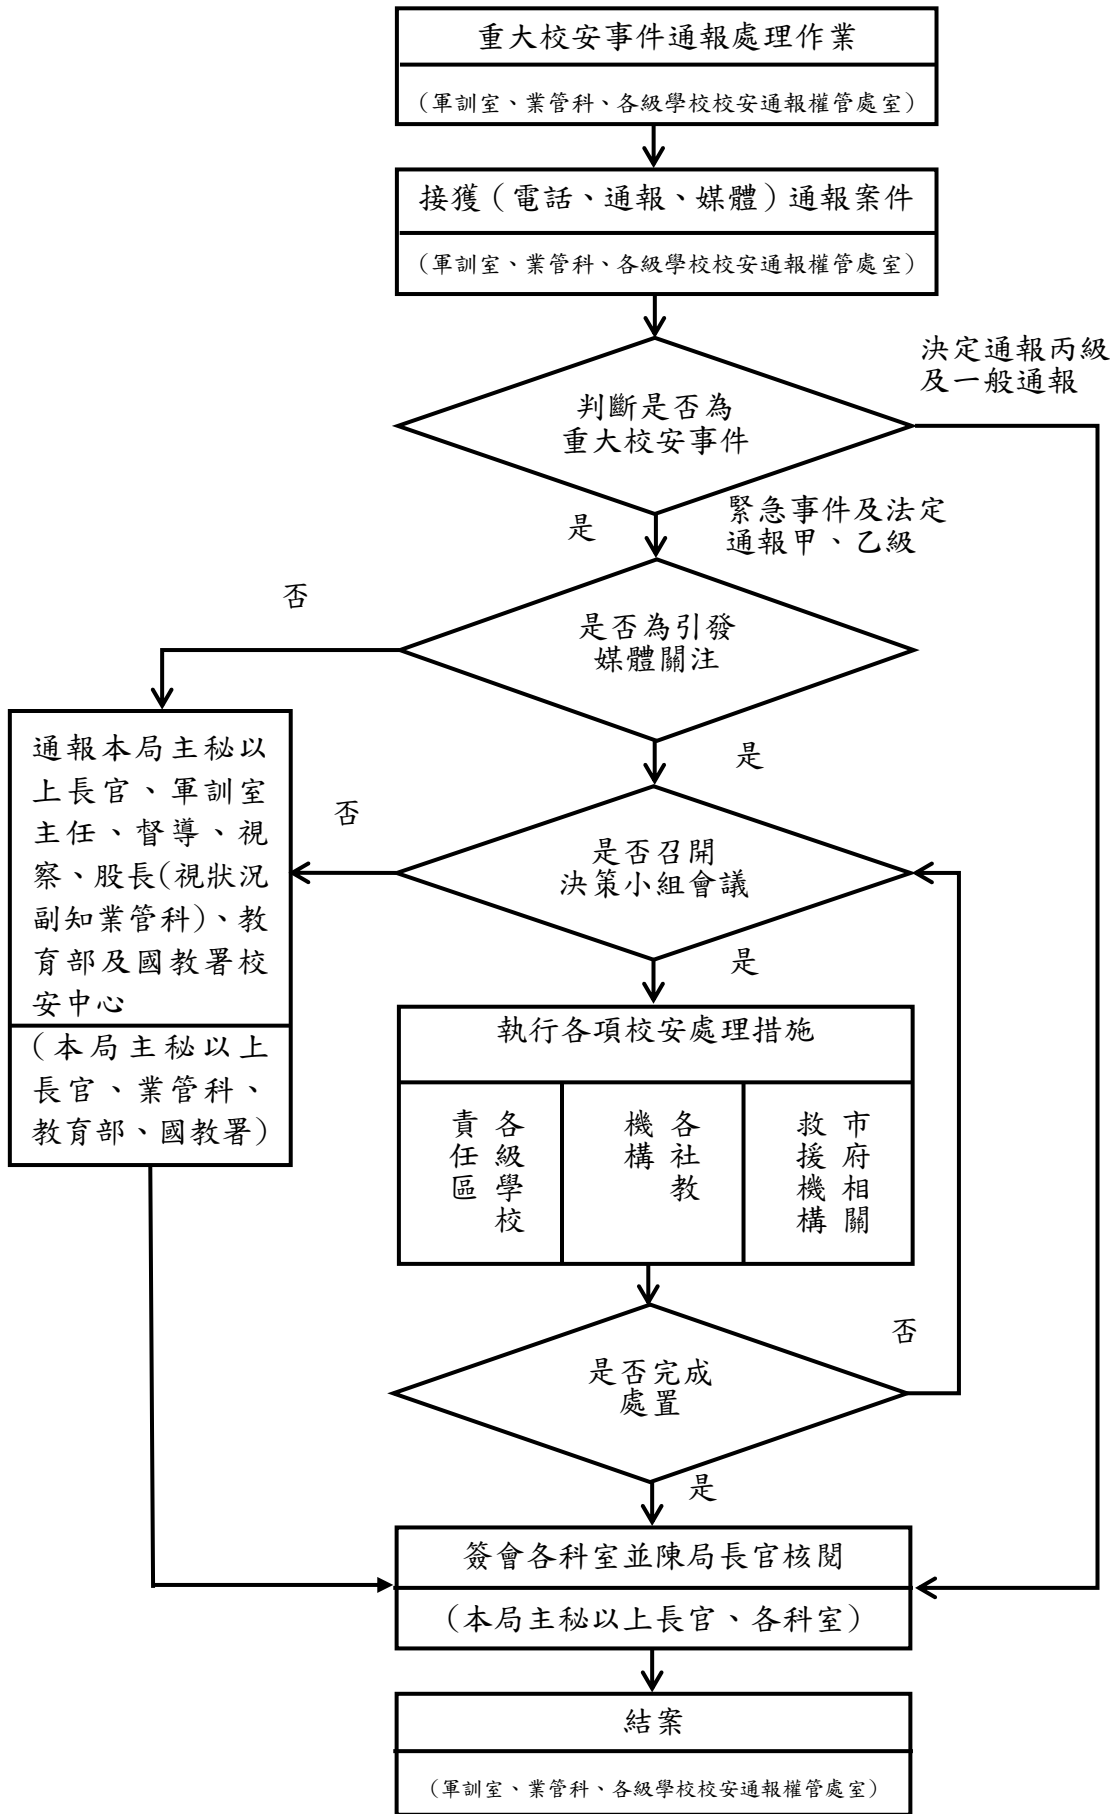 重大校安事件通報處理作業
（軍訓室、業管科、各級學校校安通報權管處室）
接獲（電話、通報、媒體）通報案件
（軍訓室、業管科、各級學校校安通報權管處室）
決定通報丙級
及一般通報
判斷是否為
重大校安事件
是
緊急事件及法定
通報甲、乙級
否
是否為引發
媒體關注
是
通報本局主秘以
上長官、軍訓室
主任、督導、視
察、股長(視狀況
副知業管科)、教
育部及國教署校
安中心
（本局主秘以上
長官、業管科、
教育部、國教署）
否
是否召開
決策小組會議
是
執行各項校安處理措施
各級學校
責任區
各社教
機構
市府相關
救援機構
否
是否完成
處置
是
簽會各科室並陳局長官核閱
（本局主秘以上長官、各科室）
結案
（軍訓室、業管科、各級學校校安通報權管處室）